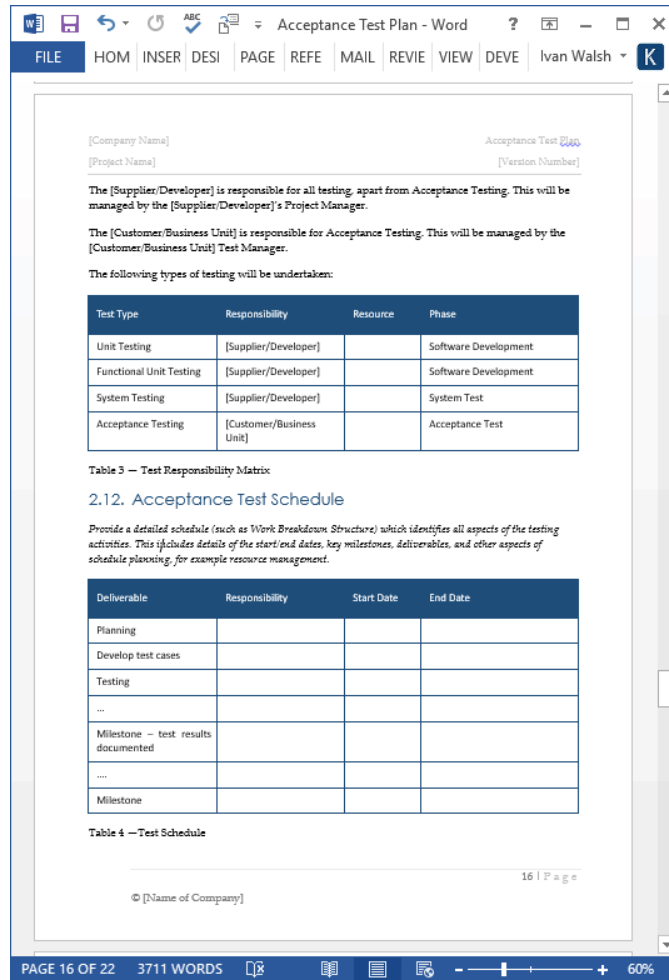 ABC
Acceptance Test Plan - Word
?
FILE HOM INSER DESI PAGE REFE MAIL REVIE VIEW DEVE Ivan Walsh K
[Company Name] Acceptance Test Plan
[Project Name] [Version Number]
The [Supplier/Developer] is responsible for all testing, apart from Acceptance Testing. This will be
managed by the [Supplier/Developer]'s Project Manager.
The [Customer/Business Unit] is responsible for Acceptance Testing. This will be managed by the
[Customer/Business Unit] Test Manager.
The following types of testing will be undertaken:
Test Type Responsibility Resource Phase
Unit Testing [Supplier/Developer] Software Development
Functional Unit Testing [Supplier/Developer] Software Development
System Testing [Supplier/Developer] System Test
Acceptance Testing [Customer/Business Acceptance Test
Unit]
Table 3 — Test Responsibility Matrix
2.12. Acceptance Test Schedule
Provide a detailed schedule (such as Work Breakdown Structure) which identifies all aspects of the testing
activities. This includes details of the start/end dates, key milestones, deliverables, and other aspects of
schedule planning, for example resource management.
Deliverable Responsibility Start Date End Date
Planning
Develop test cases
Testing
...
Milestone – test results
documented
....
Milestone
Table 4 —Test Schedule
16 | Page
© [Name of Company]
PAGE 16 OF 22 3711 WORDS 60%